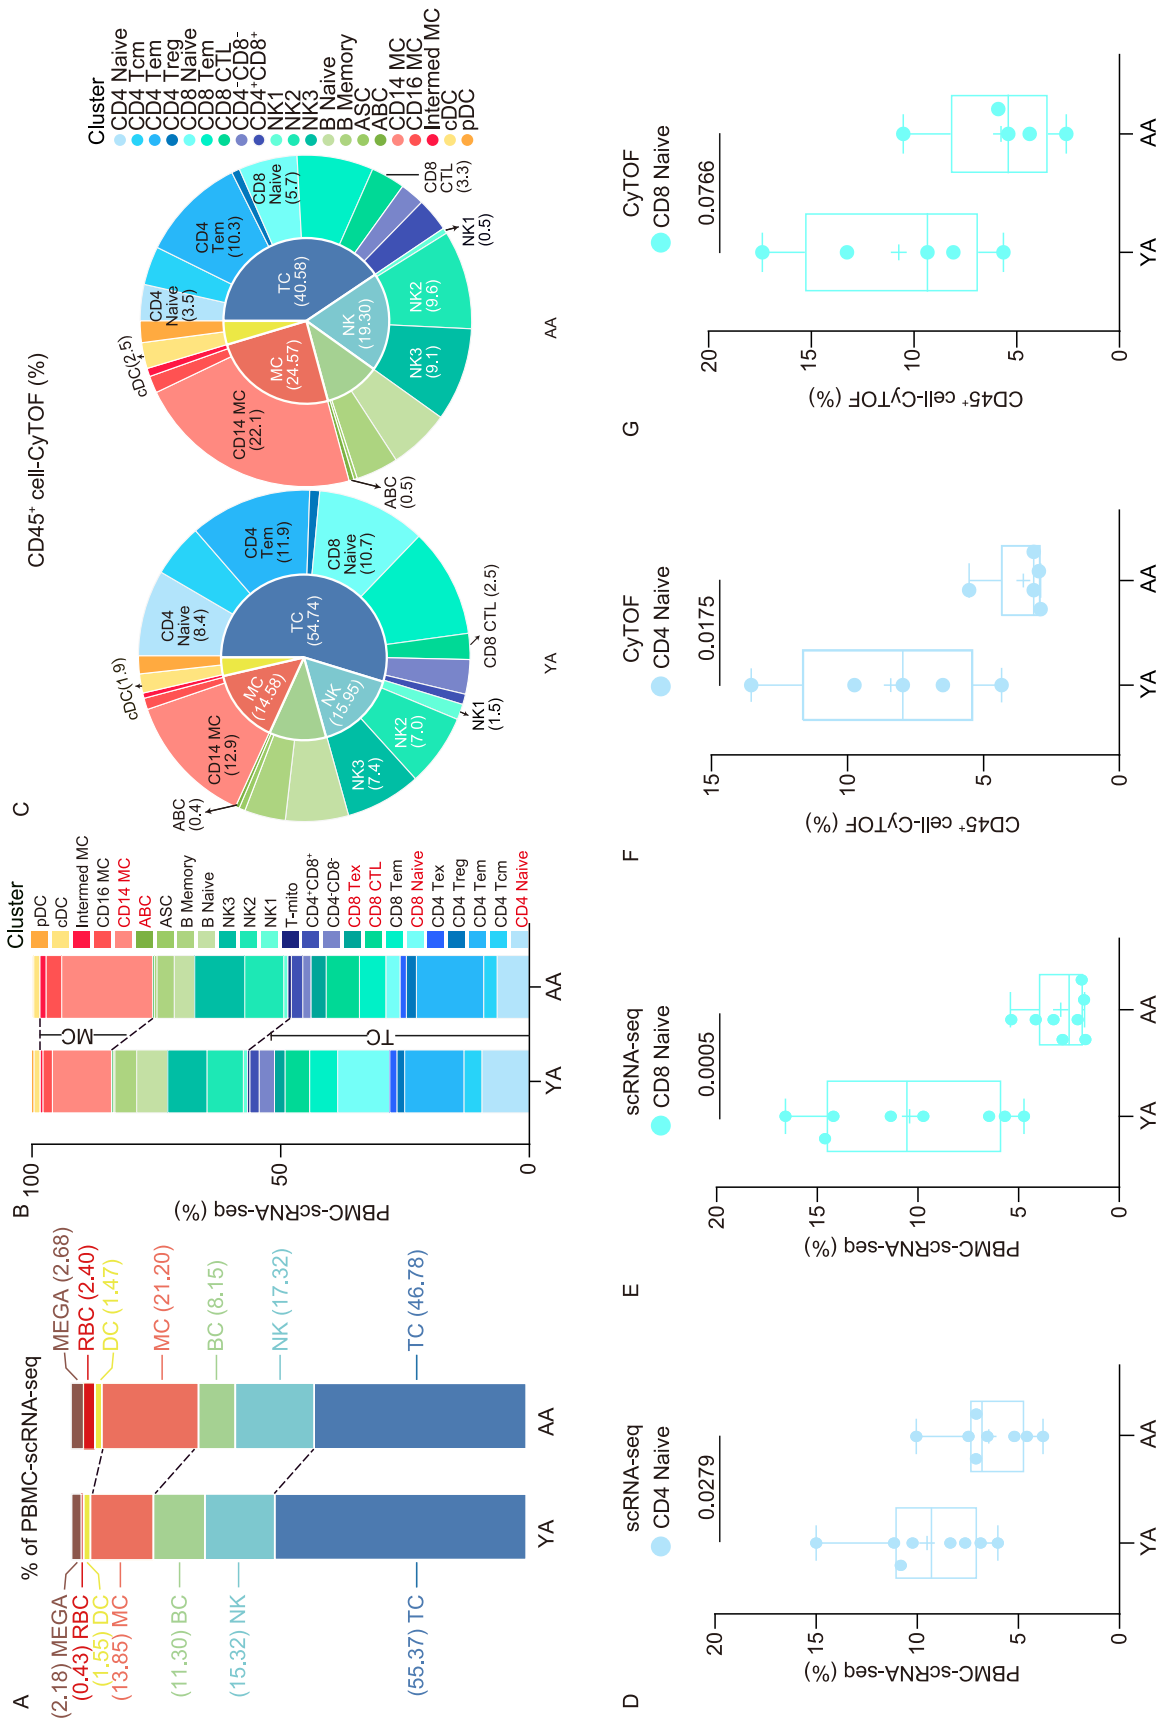 A
% of PBMC-scRNA-seq
(2.18) MEGA
(0.43) RBC
(1.55) DC
(13.85) MC
(11.30) BC
(15.32) NK
(55.37) TC
MEGA (2.68)
RBC (2.40)
DC (1.47)
MC (21.20)
BC (8.15)
NK (17.32)
TC (46.78)
YA
AA
B
PBMC-scRNA-seq (%)
100
50
0
MC
TC
YA
AA
Cluster
pDC
cDC
Intermed MC
CD16 MC
CD14 MC
ABC
ASC
B Memory
B Naive
NK3
NK2
NK1
T-mito
CD4⁺CD8⁺
CD4⁻CD8⁻
CD8 Tex
CD8 CTL
CD8 Tem
CD8 Naive
CD4 Tex
CD4 Treg
CD4 Tem
CD4 Tcm
CD4 Naive
C
CD45⁺ cell-CyTOF (%)
cDC(1.9)
CD4
Naive
(8.4)
CD4
Tem
(11.9)
CD8
Naive
(10.7)
CD8 CTL (2.5)
NK1
(1.5)
NK2
(7.0)
NK3
(7.4)
ABC
(0.4)
CD14 MC
(12.9)
MC
(14.58)
TC
(54.74)
NK
(15.95)
YA
cDC(2.5)
CD4
Naive
(3.5)
CD4
Tem
(10.3)
CD8
Naive
(5.7)
CD8
CTL
(3.3)
NK1
(0.5)
NK2
(9.6)
NK3
(9.1)
ABC
(0.5)
CD14 MC
(22.1)
MC
(24.57)
TC
(40.58)
NK
(19.30)
AA
Cluster
CD4 Naive
CD4 Tcm
CD4 Tem
CD4 Treg
CD8 Naive
CD8 Tem
CD8 CTL
CD4⁻CD8⁻
CD4⁺CD8⁺
NK1
NK2
NK3
B Naive
B Memory
ASC
ABC
CD14 MC
CD16 MC
Intermed MC
cDC
pDC
D
scRNA-seq
CD4 Naive
0.0279
PBMC-scRNA-seq (%)
20
15
10
5
0
YA
AA
E
scRNA-seq
CD8 Naive
0.0005
PBMC-scRNA-seq (%)
20
15
10
5
0
YA
AA
F
CyTOF
CD4 Naive
0.0175
CD45⁺ cell-CyTOF (%)
15
10
5
0
YA
AA
G
CyTOF
CD8 Naive
0.0766
CD45⁺ cell-CyTOF (%)
20
15
10
5
0
YA
AA